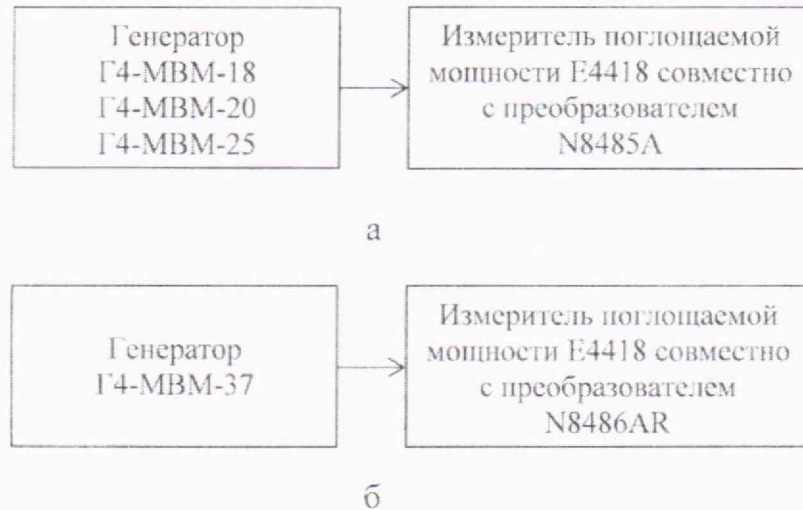 Генератор
Г4-МВМ-18
Г4-МВМ-20
Г4-МВМ-25
Измеритель поглощаемой
мощности E4418 совместно
с преобразователем
N8485A
а
Генератор
Г4-МВМ-37
Измеритель поглощаемой
мощности E4418 совместно
с преобразователем
N8486AR
б